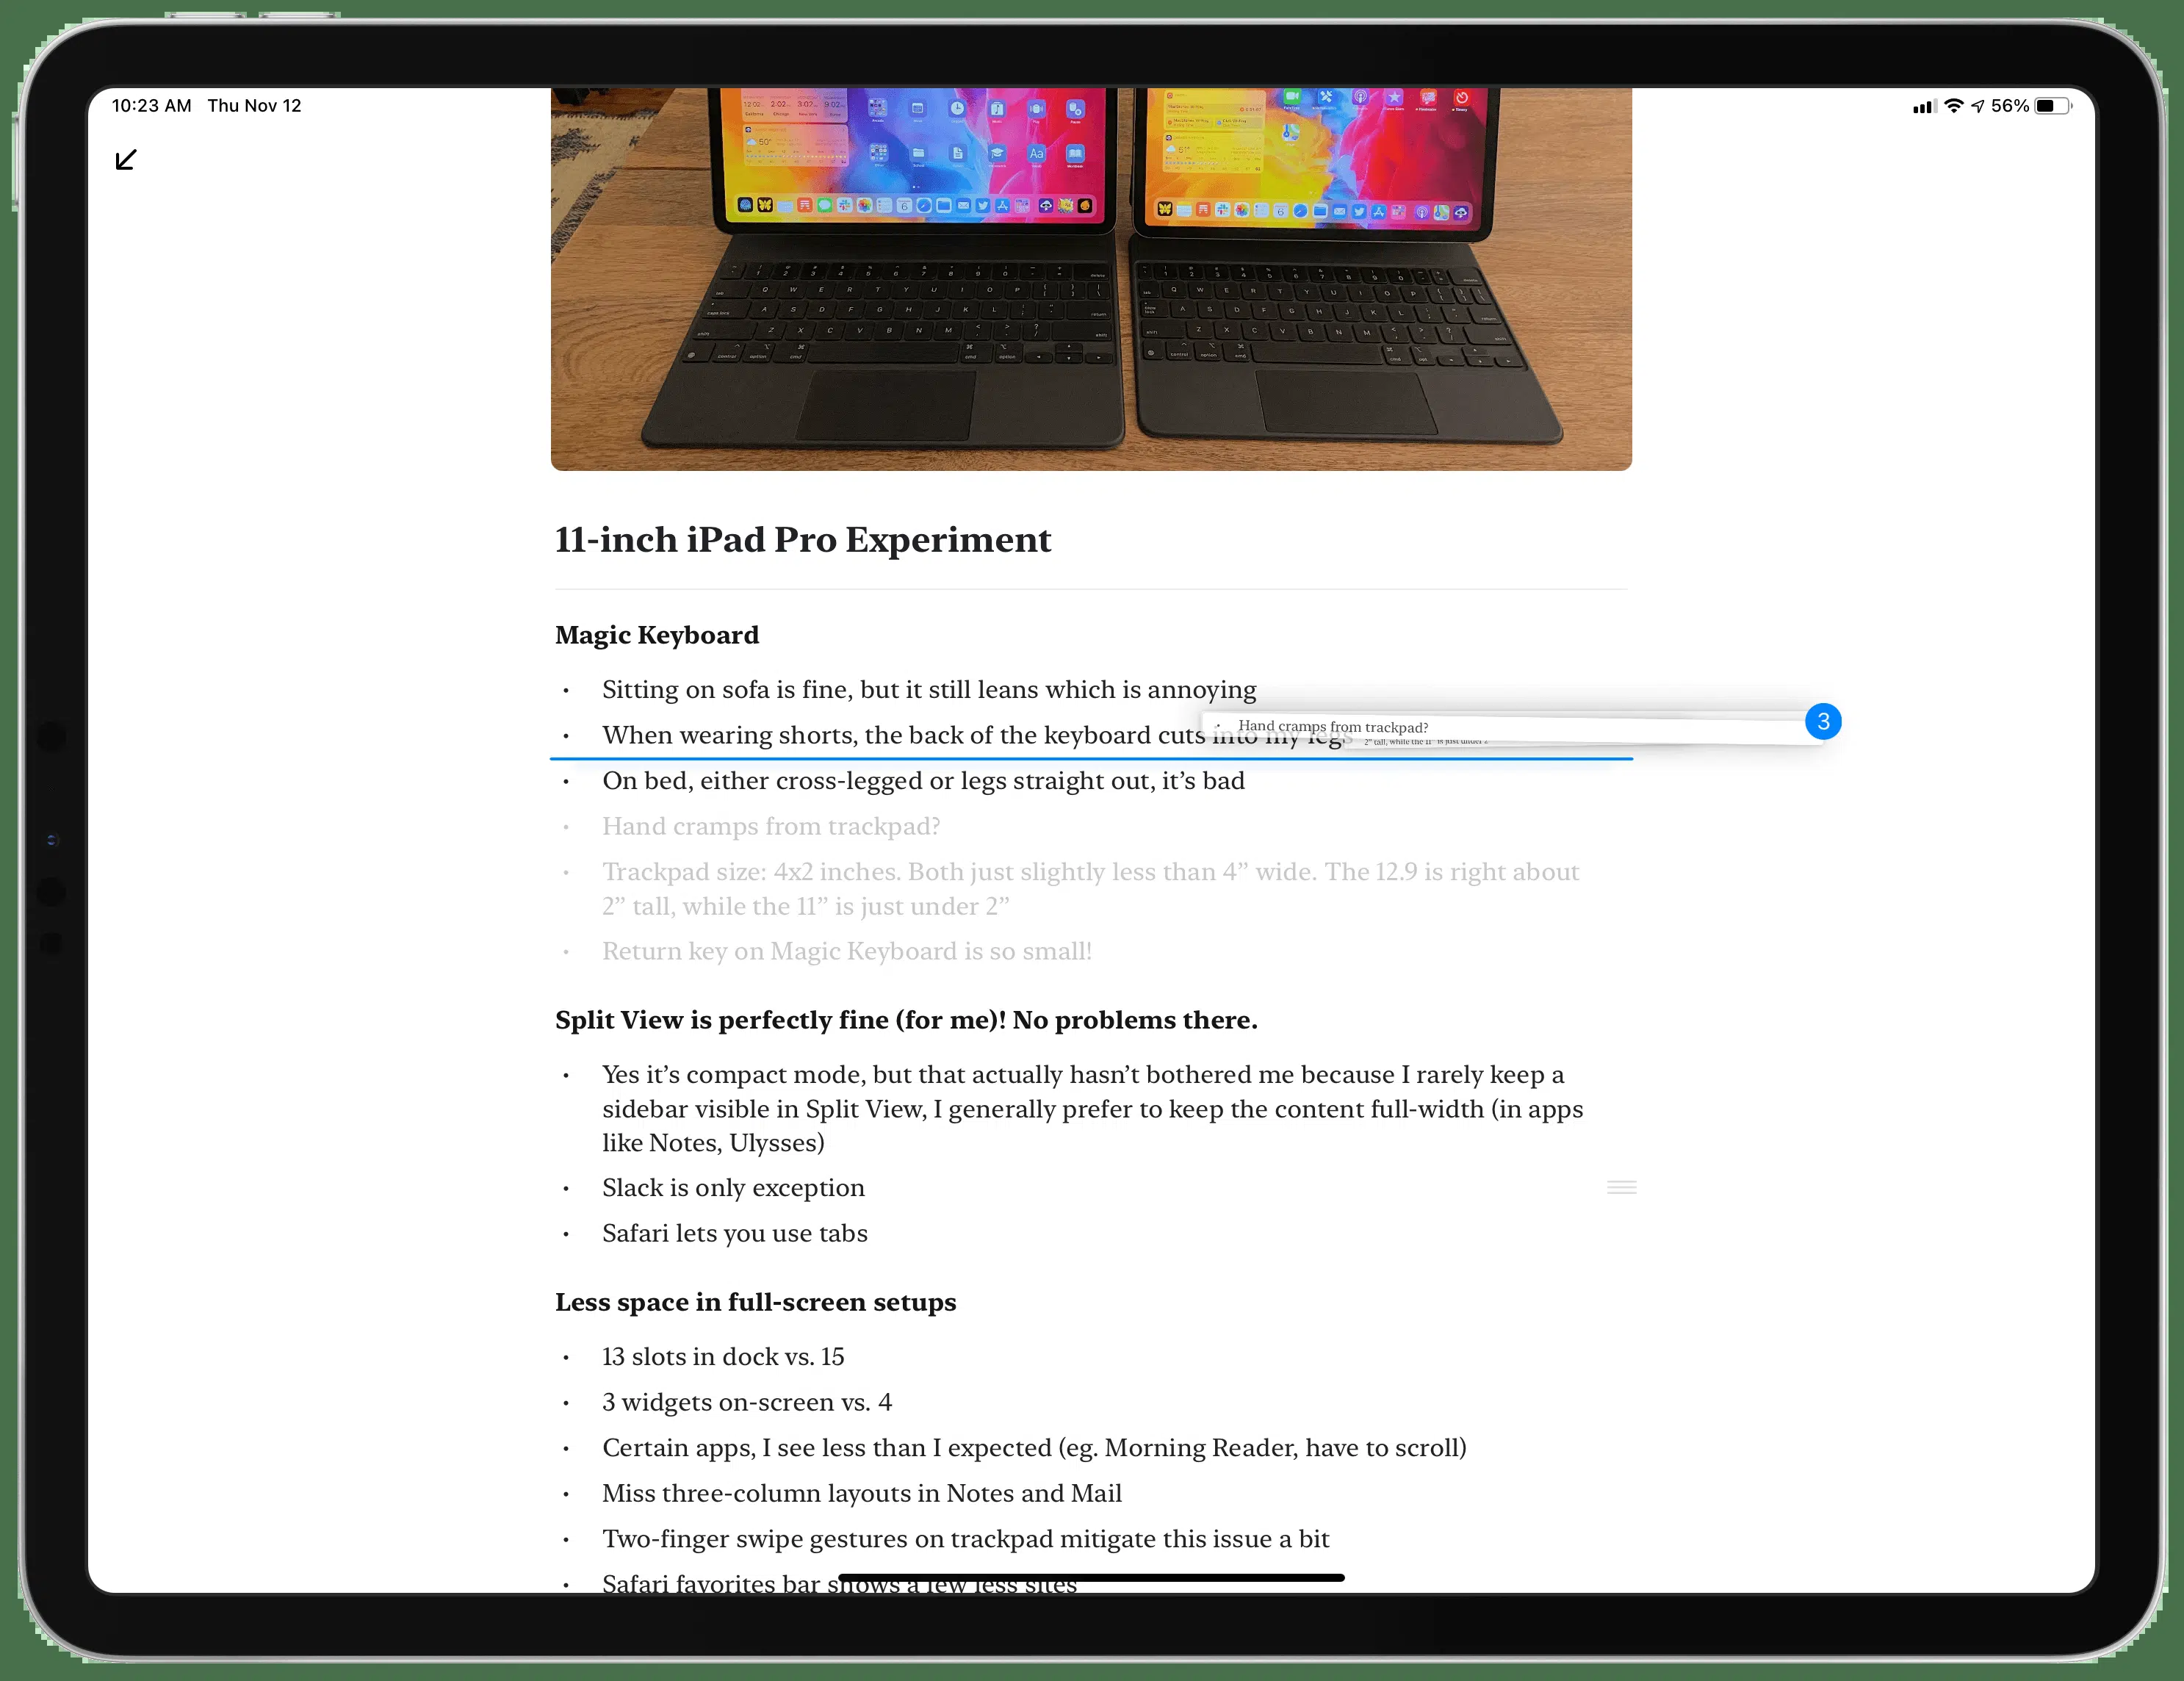 10:23 AM Thu Nov 12
56%
11-inch iPad Pro Experiment
Magic Keyboard
• Sitting on sofa is fine, but it still leans which is annoying
• Hand cramps from trackpad?
3
• When wearing shorts, the back of the keyboard cuts into my legs
2” tall, while the 11” is just under 2”
• On bed, either cross-legged or legs straight out, it’s bad
• Hand cramps from trackpad?
• Trackpad size: 4x2 inches. Both just slightly less than 4” wide. The 12.9 is right about
2” tall, while the 11” is just under 2”
• Return key on Magic Keyboard is so small!
Split View is perfectly fine (for me)! No problems there.
• Yes it’s compact mode, but that actually hasn’t bothered me because I rarely keep a
sidebar visible in Split View, I generally prefer to keep the content full-width (in apps
like Notes, Ulysses)
• Slack is only exception
• Safari lets you use tabs
Less space in full-screen setups
• 13 slots in dock vs. 15
• 3 widgets on-screen vs. 4
• Certain apps, I see less than I expected (eg. Morning Reader, have to scroll)
• Miss three-column layouts in Notes and Mail
• Two-finger swipe gestures on trackpad mitigate this issue a bit
• Safari favorites bar shows a few less sites